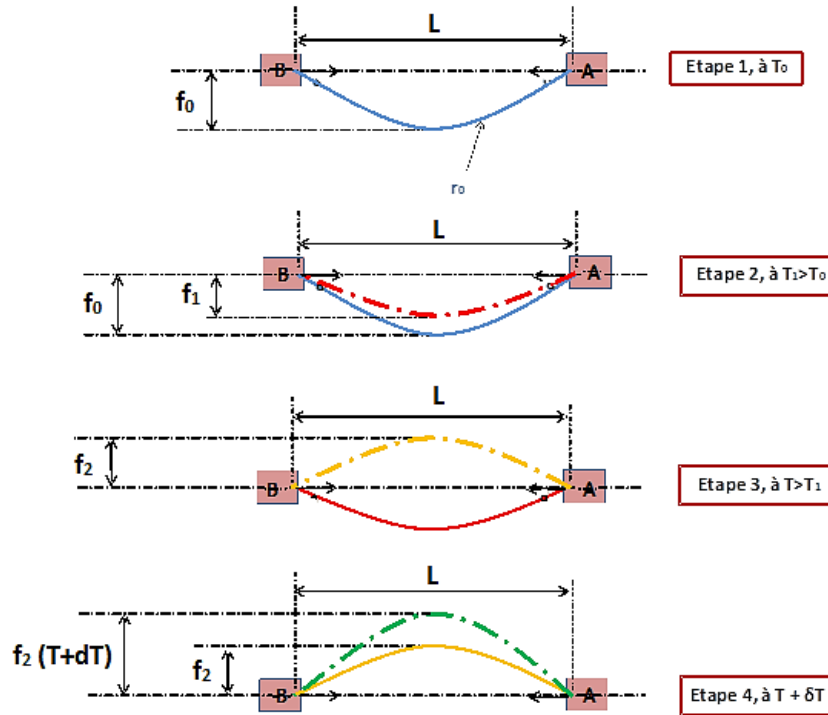 L
B
A
Etape 1, à T₀
f₀
r₀
L
B
A
Etape 2, à T₁>T₀
f₀
f₁
L
f₂
B
A
Etape 3, à T>T₁
L
f₂ (T+dT)
f₂
B
A
Etape 4, à T + δT